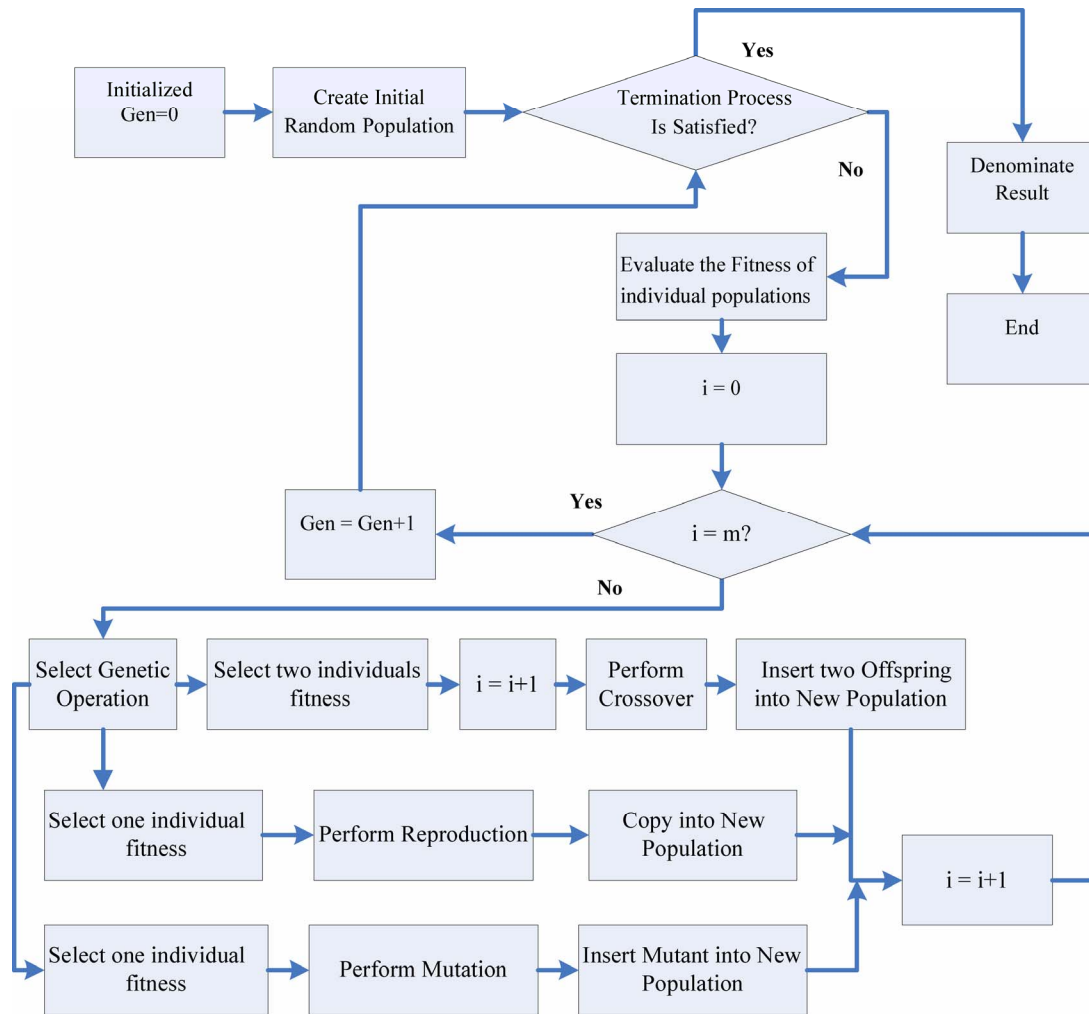 Initialized
Gen=0
Create Initial
Random Population
Termination Process
Is Satisfied?
Yes
No
Denominate
Result
End
Evaluate the Fitness of
individual populations
i = 0
i = m?
Yes
Gen = Gen+1
No
Select Genetic
Operation
Select two individuals
fitness
i = i+1
Perform
Crossover
Insert two Offspring
into New Population
Select one individual
fitness
Perform Reproduction
Copy into New
Population
i = i+1
Select one individual
fitness
Perform Mutation
Insert Mutant into New
Population